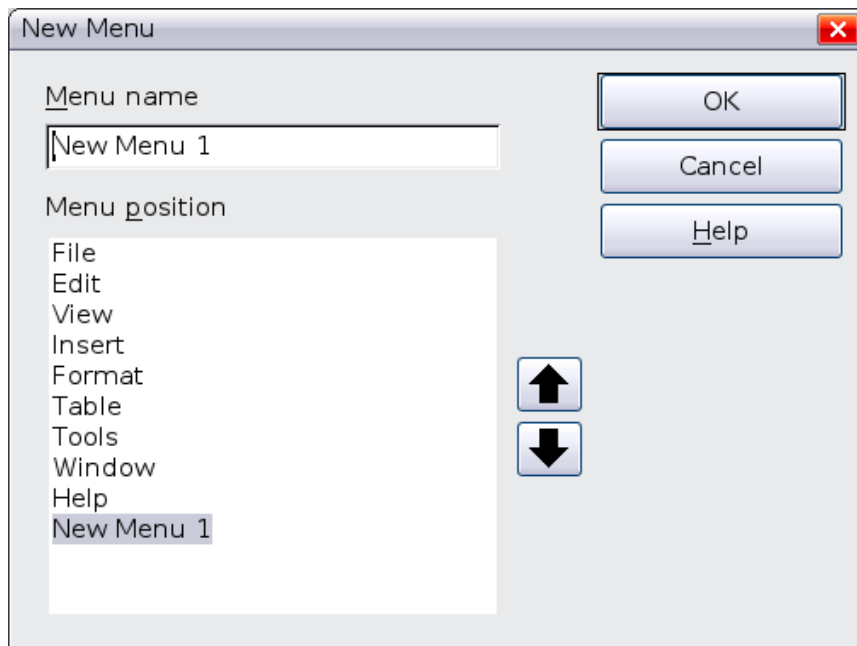 New Menu
Menu name
New Menu 1
OK
Cancel
Help
Menu position
File
Edit
View
Insert
Format
Table
Tools
Window
Help
New Menu 1